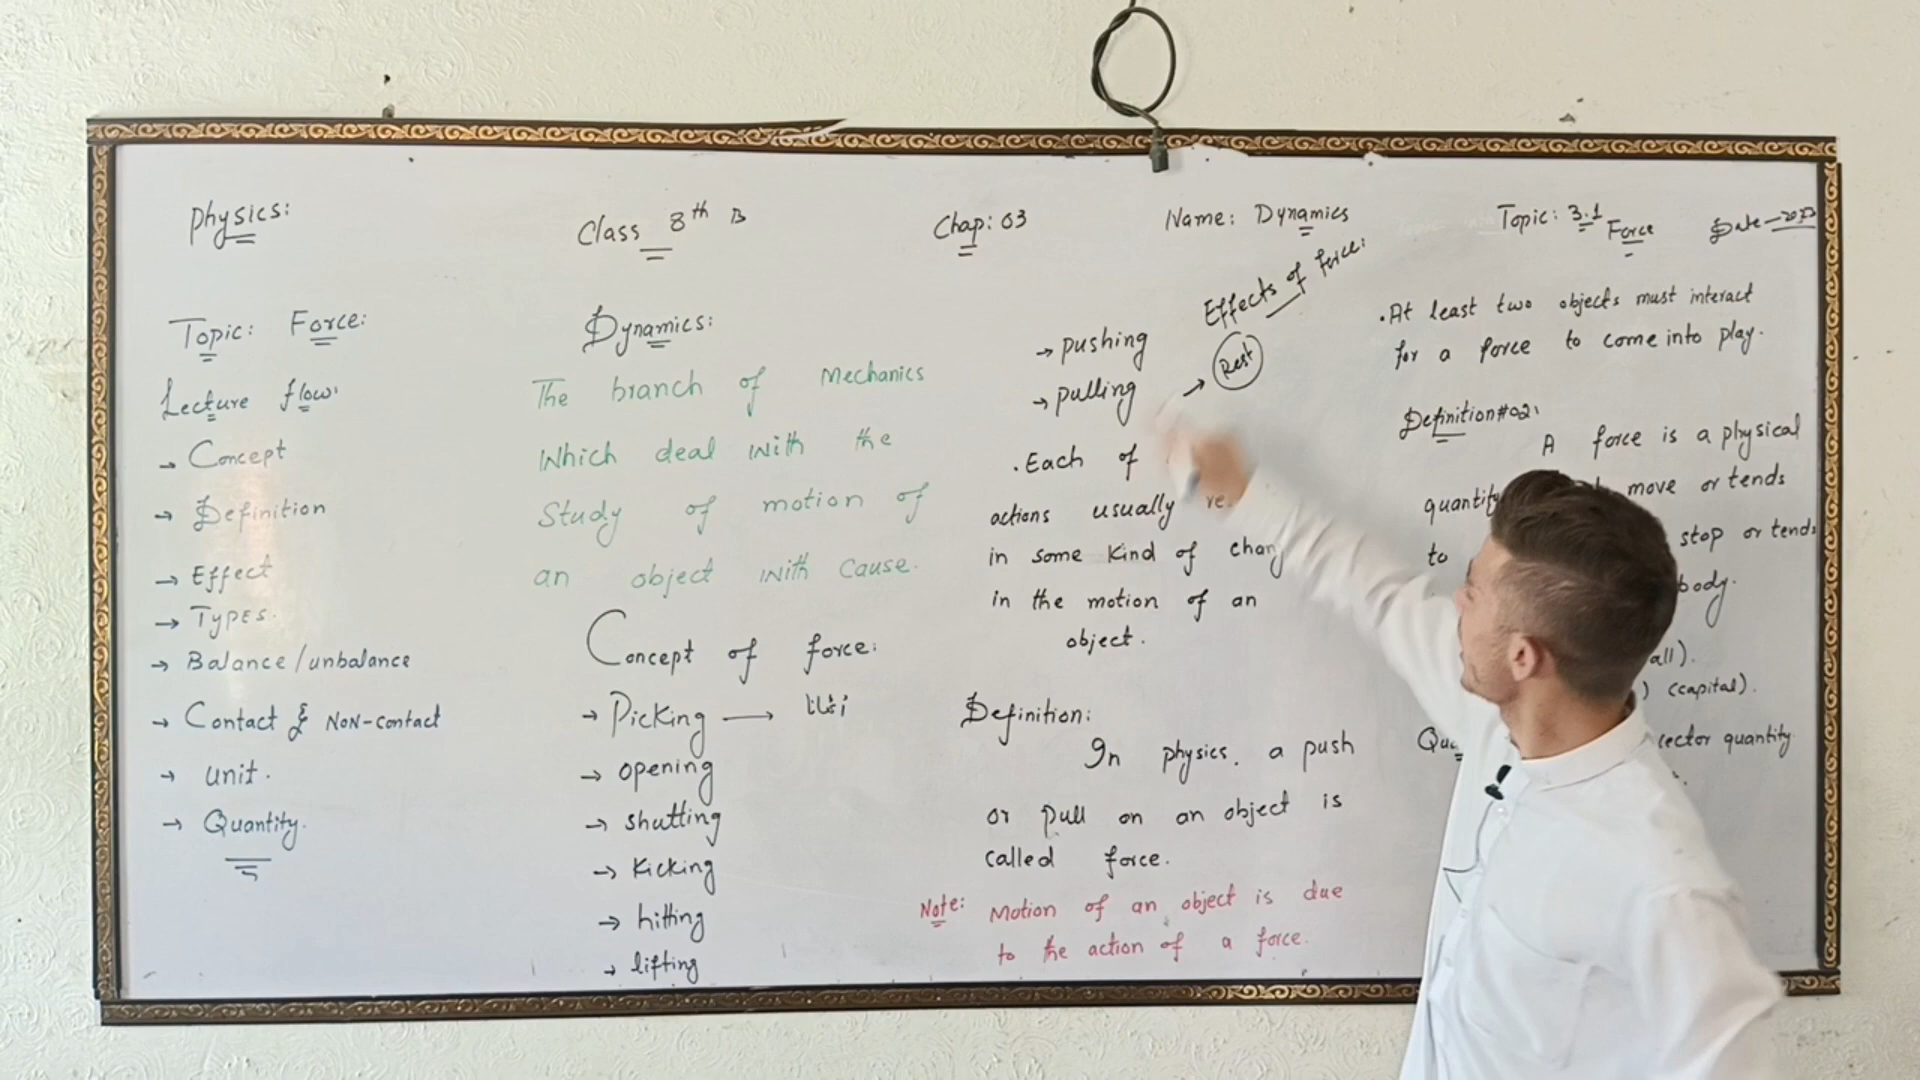 Physics:
Class 8th B
Chap: 03
Name: Dynamics
Topic: 3.1 Force
Date
Topic: Force:
Lecture flow:
→ Concept
→ Definition
→ Effect
→ Types.
→ Balance/unbalance
→ Contact & Non-contact
→ unit.
→ Quantity.
Dynamics:
The branch of Mechanics
Which deal with the
Study of motion of
an object with cause.
Concept of force:
→ Picking →
→ opening
→ shutting
→ Kicking
→ hitting
→ lifting
→ pushing
→ pulling
. Each of
actions usually re
in some kind of chang
in the motion of an
object.
Effects of force:
→ Rest
Definition:
In physics. a push
or pull on an object is
called force.
Note: Motion of an object is due
to the action of a force.
. At least two objects must interact
for a force to come into play.
Definition#02:
A force is a physical
quantity move or tends
to stop or tends
body.
all).
) (capital).
quantity